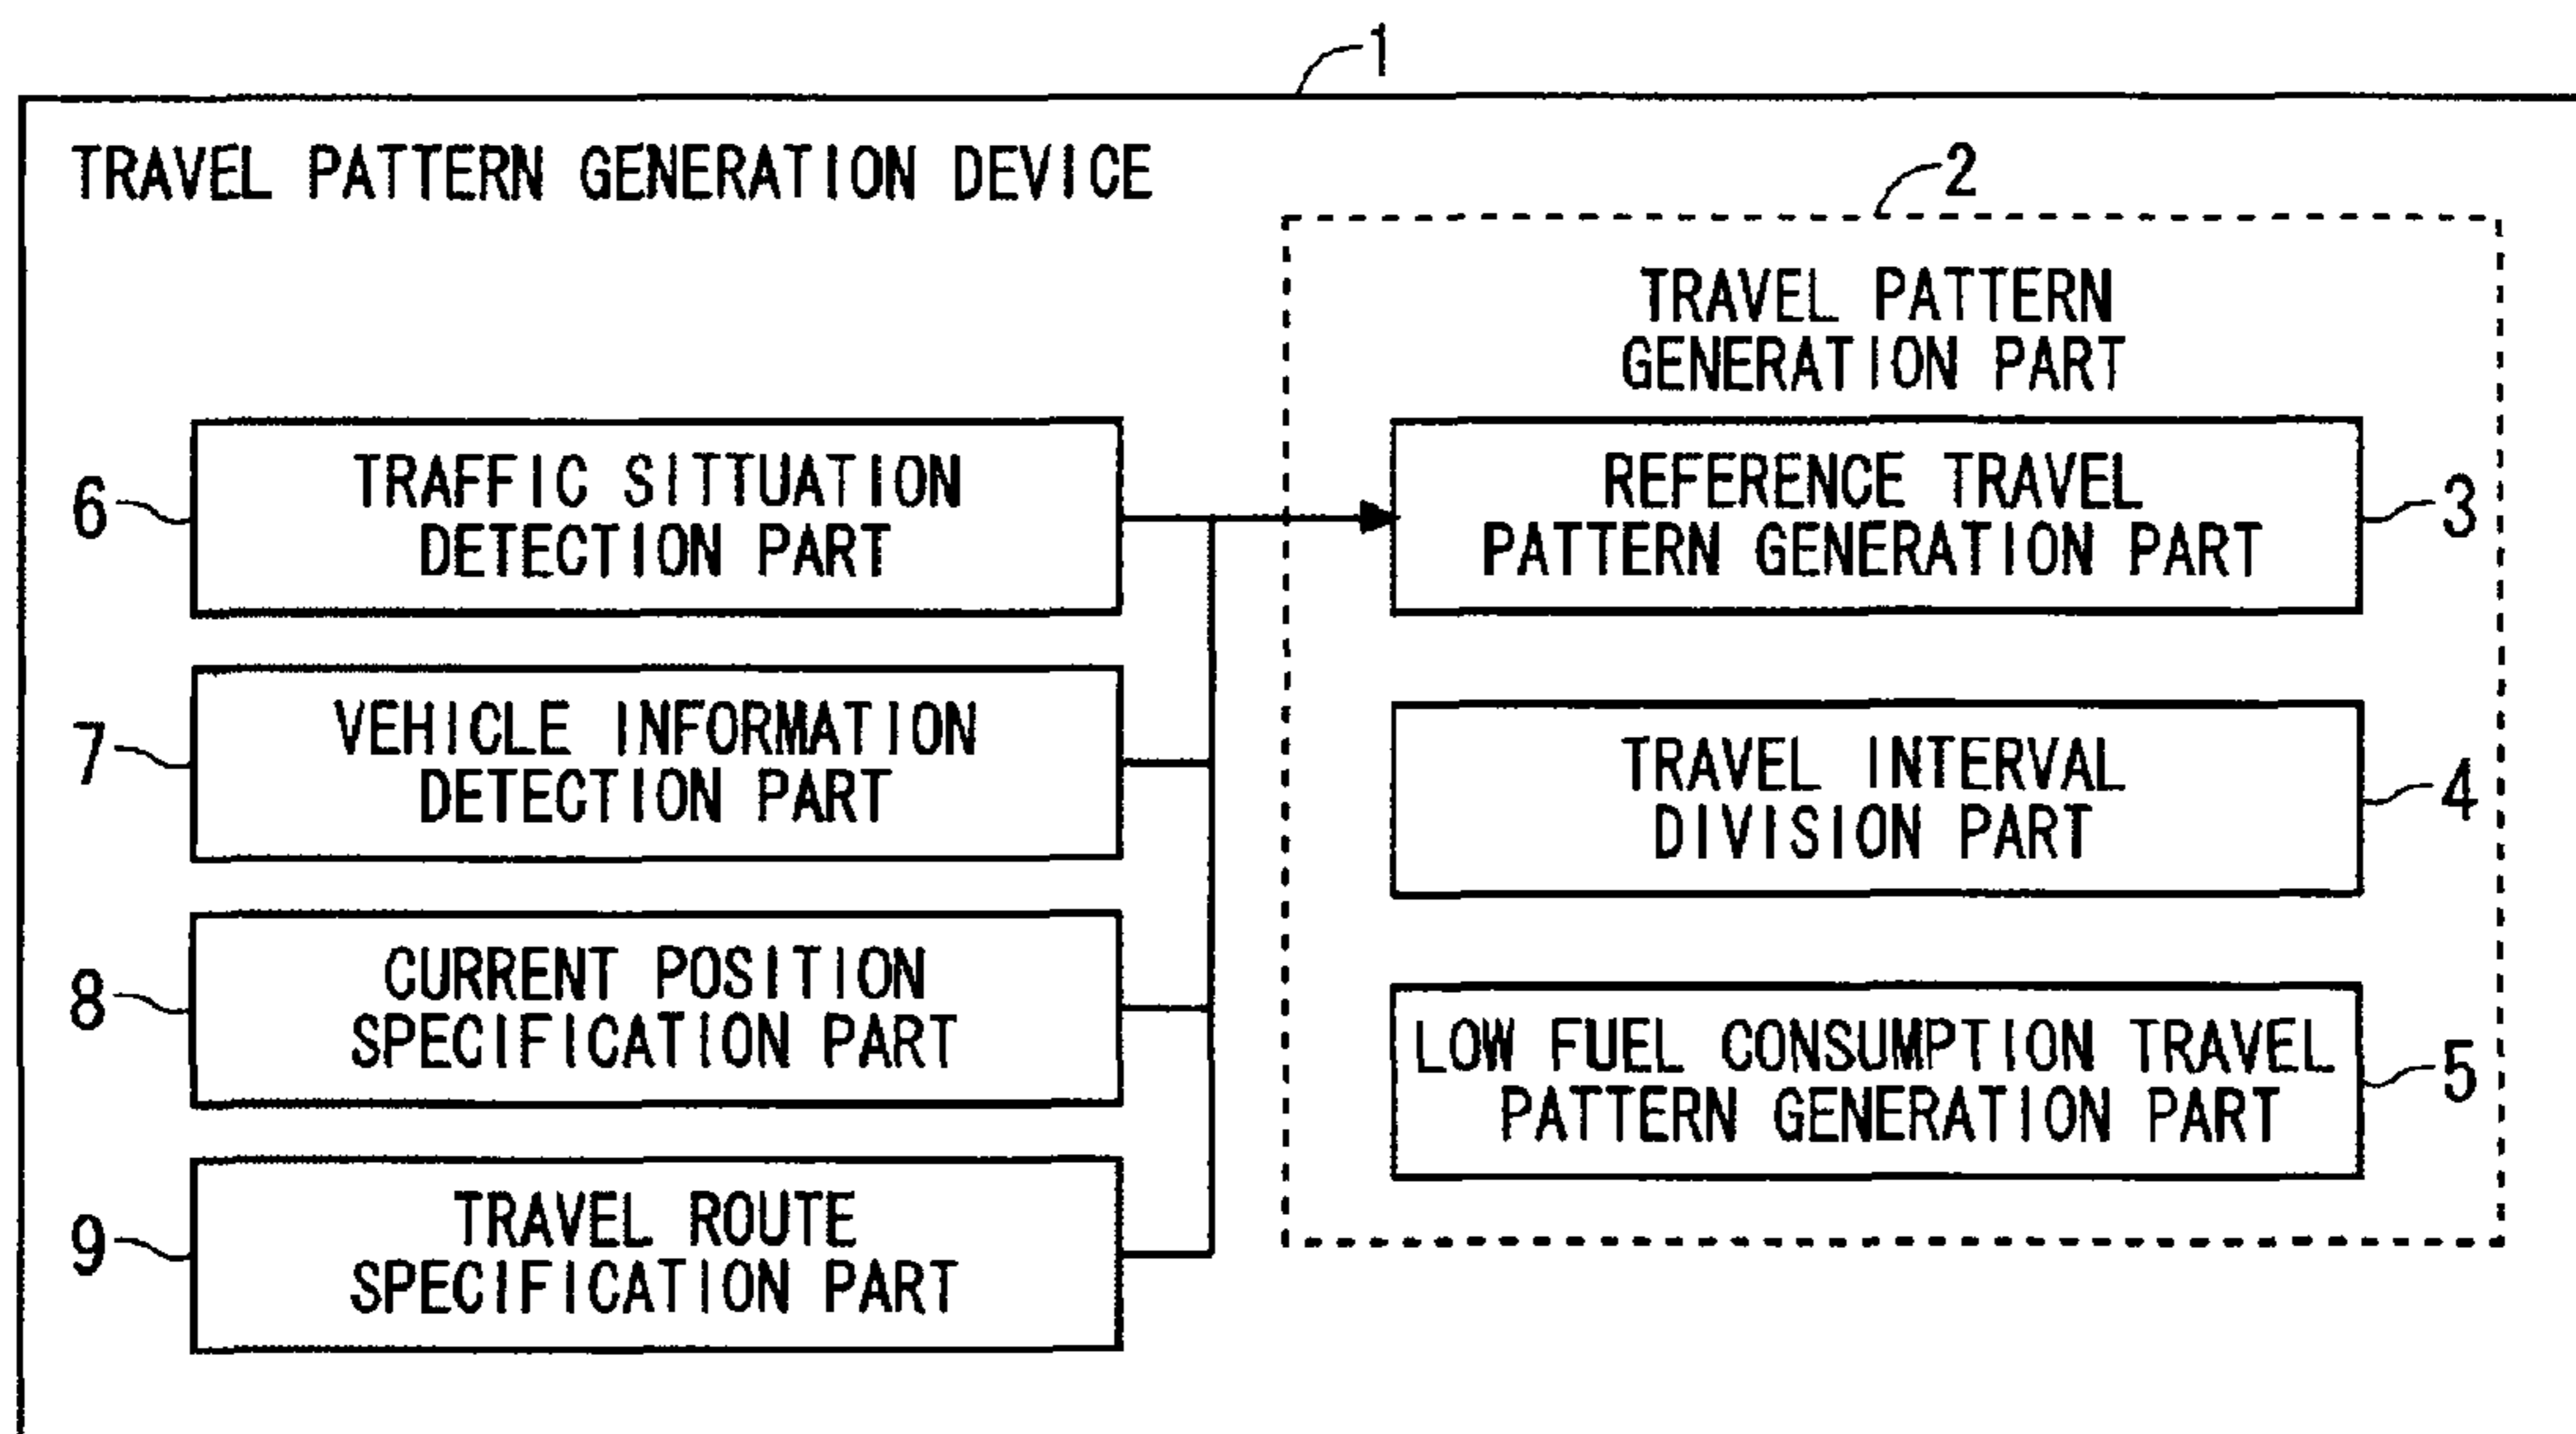 1
TRAVEL PATTERN GENERATION DEVICE
2
TRAVEL PATTERN
GENERATION PART
6
TRAFFIC SITTUATION
DETECTION PART
REFERENCE TRAVEL
PATTERN GENERATION PART
3
7
VEHICLE INFORMATION
DETECTION PART
TRAVEL INTERVAL
DIVISION PART
4
8
CURRENT POSITION
SPECIFICATION PART
LOW FUEL CONSUMPTION TRAVEL
PATTERN GENERATION PART
5
9
TRAVEL ROUTE
SPECIFICATION PART